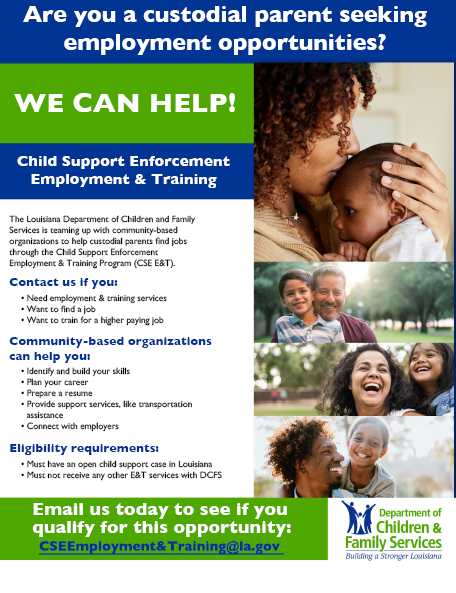 Are you a custodial parent seeking
employment opportunities?
WE CAN HELP!
Child Support Enforcement
Employment & Training
The Louisiana Department of Children and Family
Services is teaming up with community-based
organizations to help custodial parents find jobs
through the Child Support Enforcement
Employment & Training Program (CSE E&T).
Contact us if you:
• Need employment & training services
• Want to find a job
• Want to train for a higher paying job
Community-based organizations
can help you:
• Identify and build your skills
• Plan your career
• Prepare a resume
• Provide support services, like transportation
assistance
• Connect with employers
Eligibility requirements:
• Must have an open child support case in Louisiana
• Must not receive any other E&T services with DCFS
Email us today to see if you
qualify for this opportunity:
CSEEmployment&Training@la.gov
Department of
Children &
Family Services
Building a Stronger Louisiana